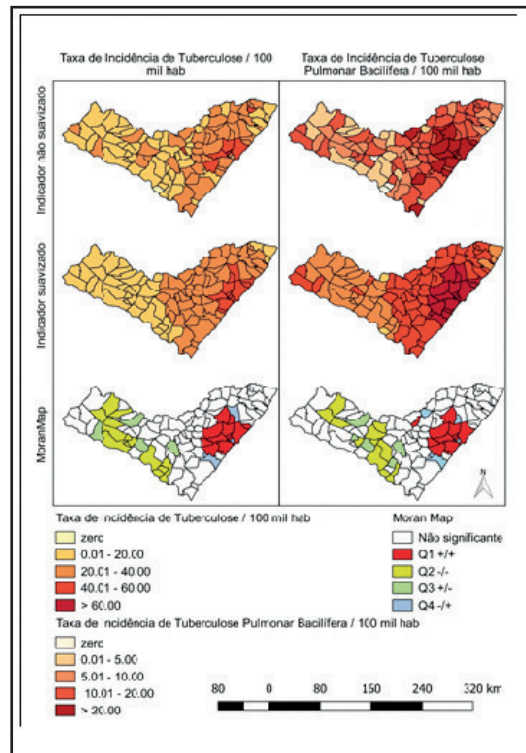 Taxa de Incidência de Tuberculose / 100
mil hab
Taxa de Incidência de Tuberculose
Pulmonar Bacilífera / 100 mil hab
Indicador não suavizado
Indicador suavizado
MoranMap
N
Taxa de Incidência de Tuberculose / 100 mil hab
zero
0.01 - 20.00
20.01 - 40.00
40.01 - 60.00
> 60.00
Moran Map
Não significante
Q1 +/+
Q2 -/-
Q3 +/-
Q4 -/+
Taxa de Incidência de Tuberculose Pulmonar Bacilífera / 100 mil hab
zero
0.01 - 5.00
5.01 - 10.00
10.01 - 20.00
> 20.00
80 0 80 160 240 320 km